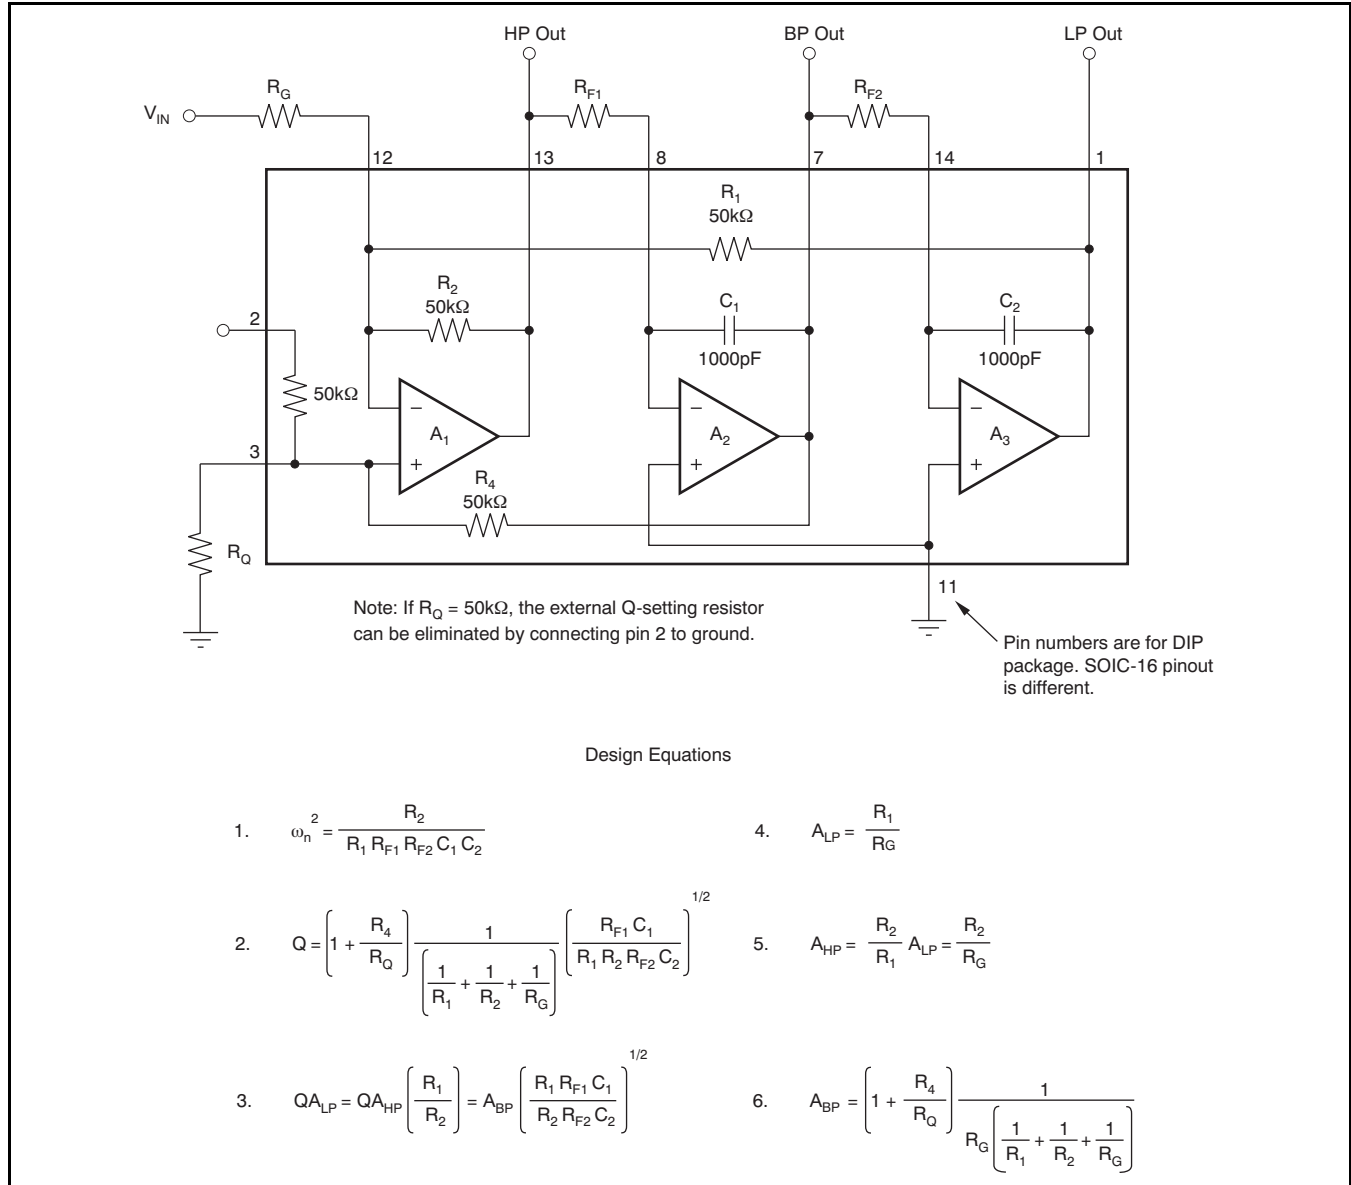 HP Out
BP Out
LP Out
R_G
R_F1
R_F2
V_IN
12
13
8
7
14
1
R_1
50kΩ
R_2
50kΩ
C_1
1000pF
C_2
1000pF
2
50kΩ
−
A_1
+
−
A_2
+
−
A_3
+
3
R_4
50kΩ
R_Q
11
Note: If R_Q = 50kΩ, the external Q-setting resistor
can be eliminated by connecting pin 2 to ground.
Pin numbers are for DIP
package. SOIC-16 pinout
is different.
Design Equations
1. ω_n^2 = R_2 / (R_1 R_F1 R_F2 C_1 C_2)
4. A_LP = R_1 / R_G
2. Q = (1 + R_4 / R_Q) 1 / (1/R_1 + 1/R_2 + 1/R_G) (R_F1 C_1 / (R_1 R_2 R_F2 C_2))^1/2
5. A_HP = R_2 / R_1 A_LP = R_2 / R_G
3. QA_LP = QA_HP (R_1 / R_2) = A_BP (R_1 R_F1 C_1 / (R_2 R_F2 C_2))^1/2
6. A_BP = (1 + R_4 / R_Q) 1 / (R_G (1/R_1 + 1/R_2 + 1/R_G))